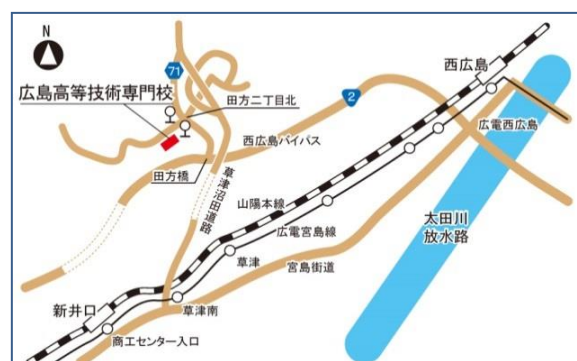 N
71
広島高等技術専門校
田方二丁目北
西広島
2
広電西広島
西広島バイパス
田方橋
草津沼田道路
山陽本線
広電宮島線
太田川
放水路
草津
宮島街道
新井口
草津南
商工センター入口